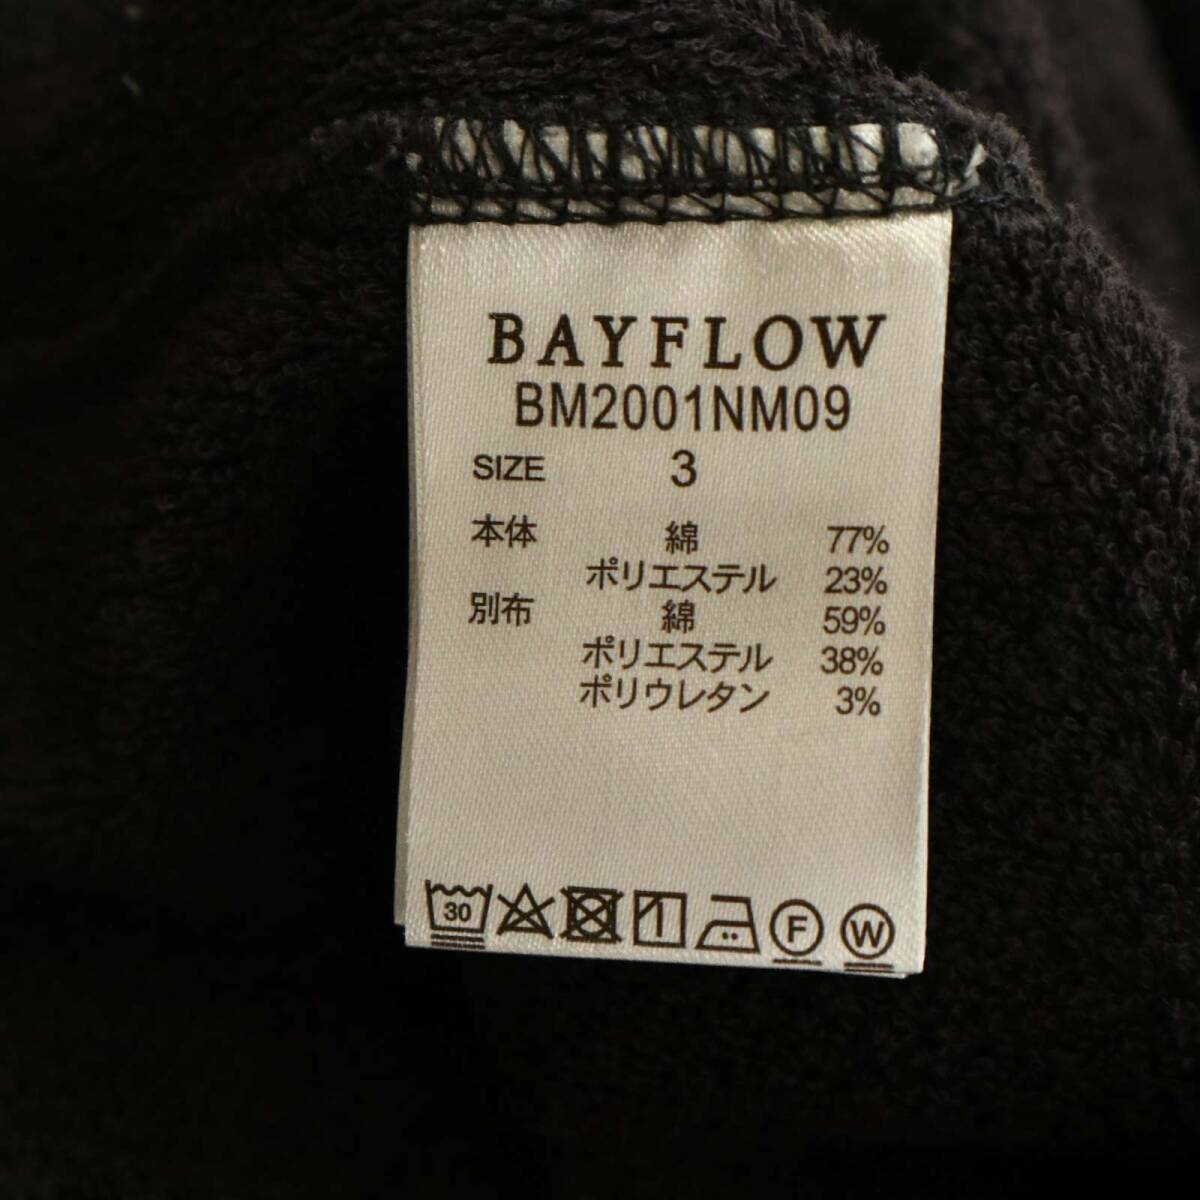 BAYFLOW
BM2001NM09
SIZE 3
本体 綿 77%
ポリエステル 23%
別布 綿 59%
ポリエステル 38%
ポリウレタン 3%
30 F W